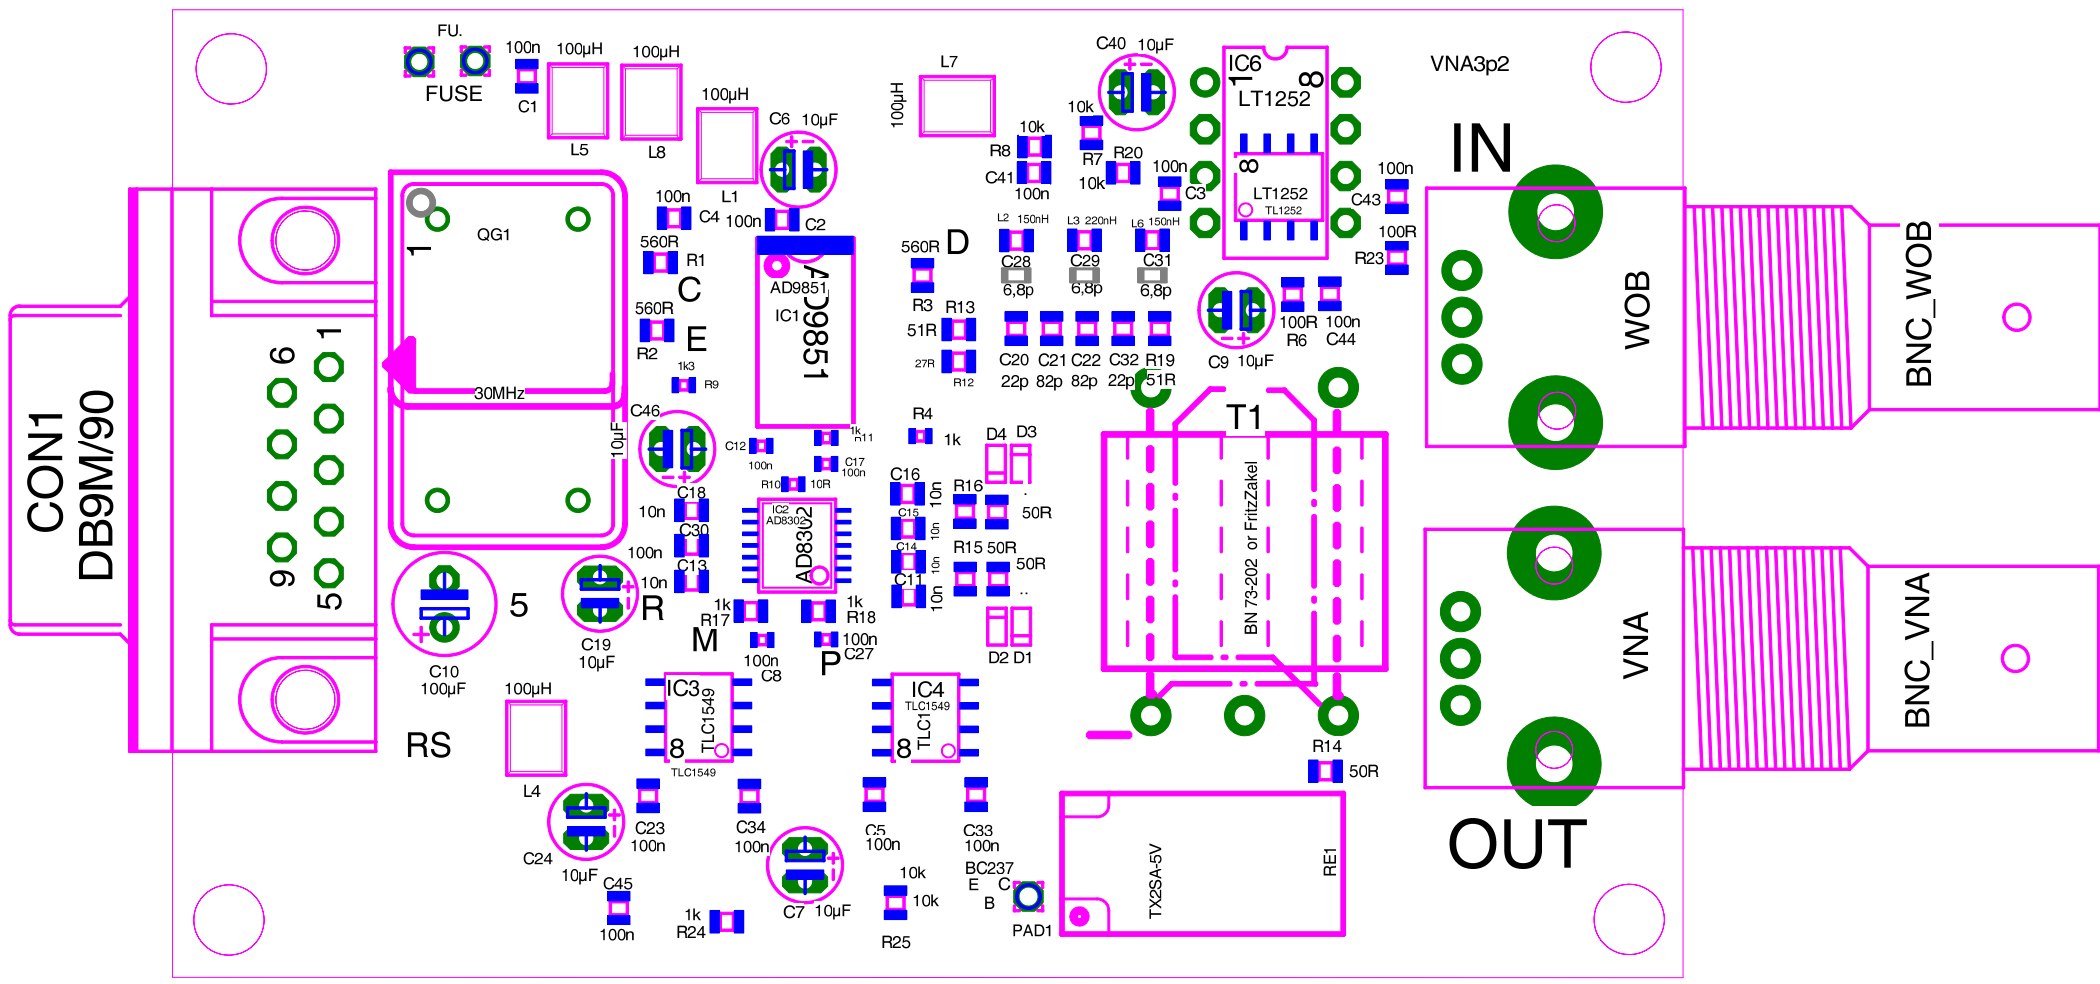 FU.
FUSE
100n
C1
100µH
L5
100µH
L8
100µH
L1
C6
10µF
L7
100µH
C40
10µF
IC6
1
8
LT1252
8
LT1252
TL1252
VNA3p2
IN
10k
R8
C41
100n
10k
R7
R20
10k
100n
C3
100n
C43
100R
R23
1
QG1
30MHz
100n
C4
100n
C2
560R
R1
C
560R
R2
E
1k3
R9
AD9851
AD9851
IC1
560R
R3
D
L2
150nH
L3
220nH
L6
150nH
C28
6,8p
C29
6,8p
C31
6,8p
R13
51R
27R
R12
C20
22p
C21
82p
C22
82p
C32
22p
R19
51R
C9
10µF
100R
R6
100n
C44
WOB
BNC_WOB
CON1
DB9M/90
6
1
9
5
C46
10µF
C12
100n
1k
R11
C17
100n
R10
10R
R4
1k
D4
D3
T1
BN 73-202 or FritzZakel
C18
10n
C30
100n
C13
10n
IC2
AD8302
AD8302
C16
10n
C15
10n
C14
10n
C11
10n
R16
.
50R
R15
50R
50R
..
D2
D1
C10
100µF
5
C19
10µF
R
1k
R17
1k
R18
M
100n
C8
100n
C27
P
VNA
BNC_VNA
RS
100µH
L4
IC3
TLC1549
8
TLC1549
IC4
TLC1549
TLC1
8
R14
50R
C24
10µF
C23
100n
C34
100n
C5
100n
C33
100n
OUT
C45
100n
1k
R24
C7
10µF
10k
10k
R25
BC237
E
C
B
PAD1
TX2SA-5V
RE1